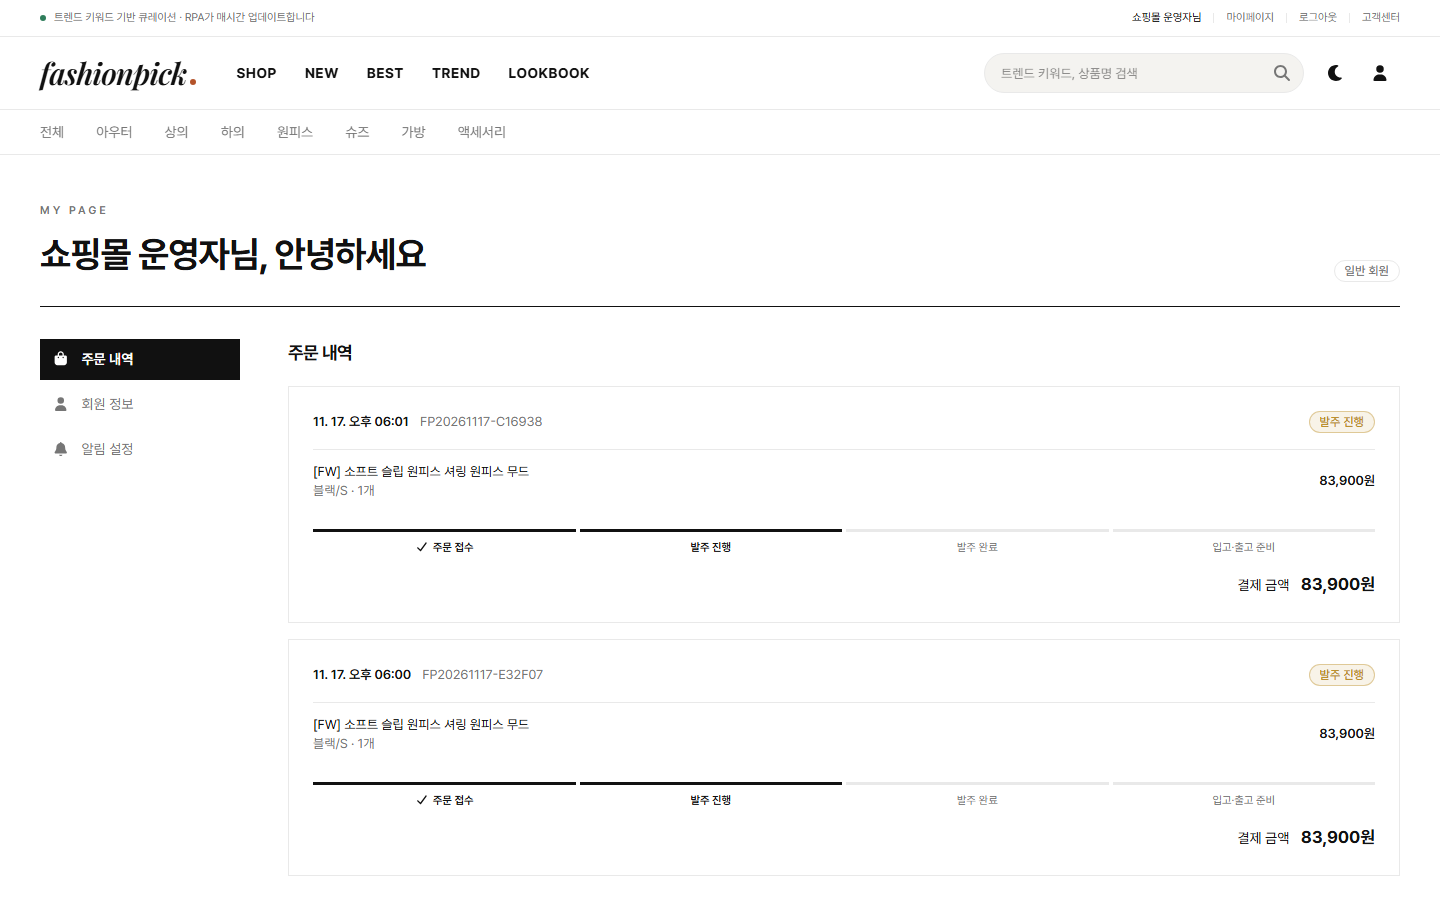 트렌드 키워드 기반 큐레이션 · RPA가 매시간 업데이트합니다
쇼핑몰 운영자님 마이페이지 로그아웃 고객센터
fashionpick.
SHOP NEW BEST TREND LOOKBOOK
트렌드 키워드, 상품명 검색
전체 아우터 상의 하의 원피스 슈즈 가방 액세서리
MY PAGE
쇼핑몰 운영자님, 안녕하세요
일반 회원
주문 내역
회원 정보
알림 설정
주문 내역
11. 17. 오후 06:01 FP20261117-C16938
발주 진행
[FW] 소프트 슬립 원피스 셔링 원피스 무드
블랙/S · 1개
83,900원
주문 접수 발주 진행 발주 완료 입고·출고 준비
결제 금액 83,900원
11. 17. 오후 06:00 FP20261117-E32F07
발주 진행
[FW] 소프트 슬립 원피스 셔링 원피스 무드
블랙/S · 1개
83,900원
주문 접수 발주 진행 발주 완료 입고·출고 준비
결제 금액 83,900원